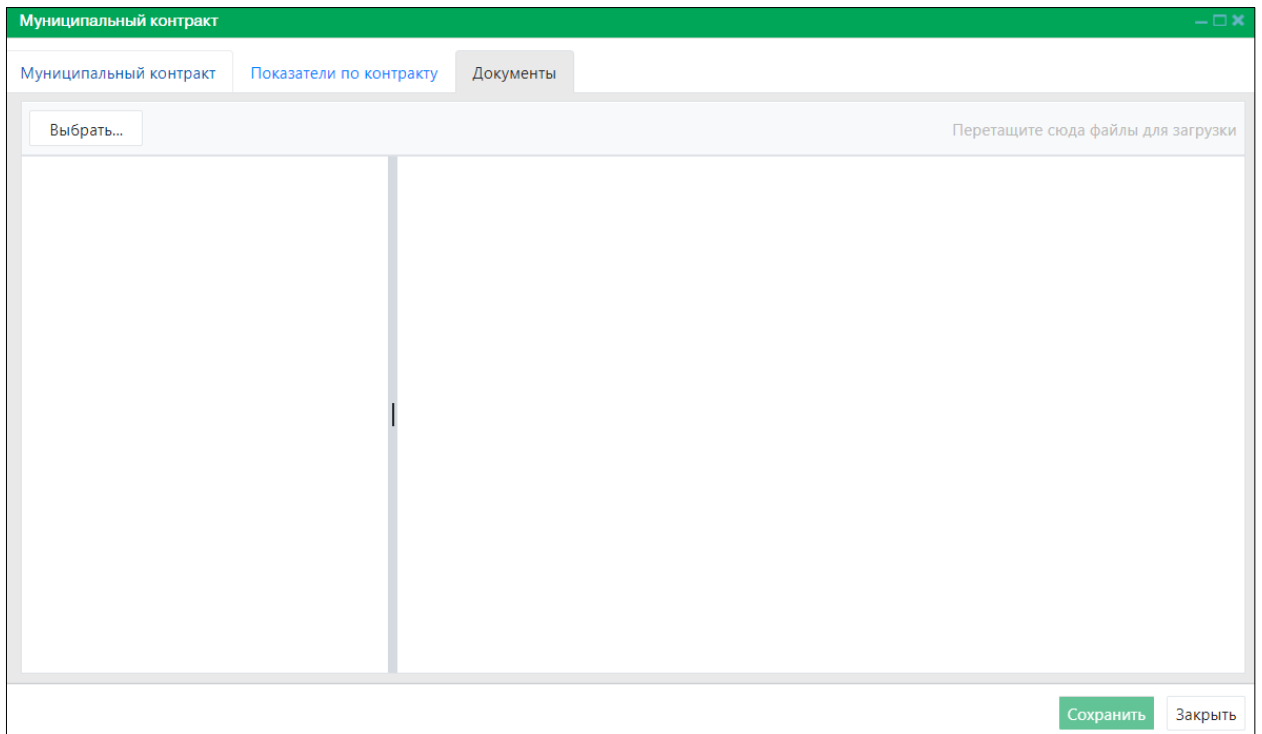 Муниципальный контракт
Муниципальный контракт Показатели по контракту Документы
Выбрать... Перетащите сюда файлы для загрузки
Сохранить Закрыть